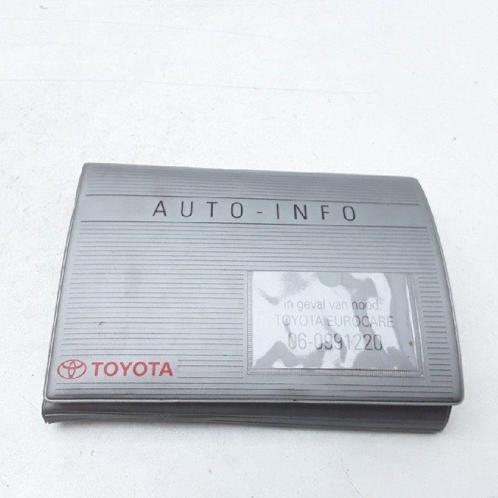 AUTO-INFO
in geval van nood:
TOYOTA EUROCARE
06-0991220
TOYOTA